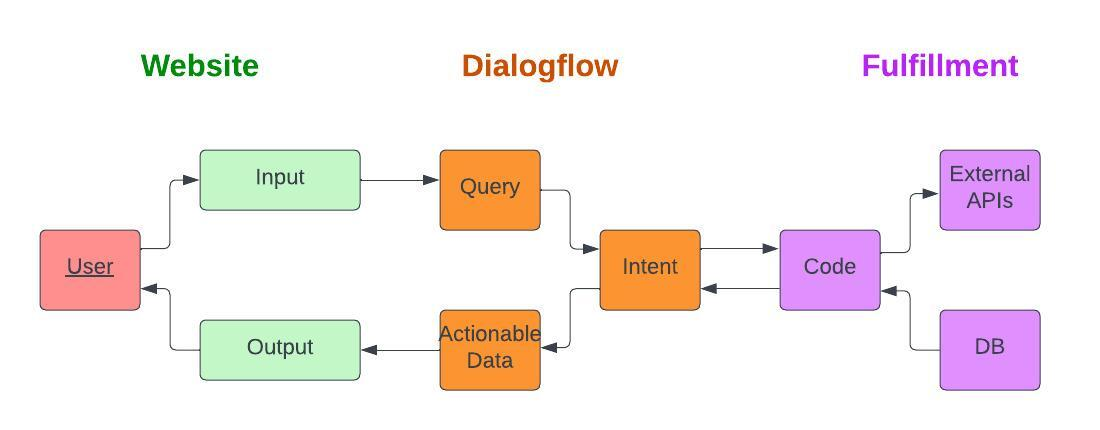 Website
Dialogflow
Fulfillment
Input
Query
External
APIs
User
Intent
Code
Output
Actionable
Data
DB